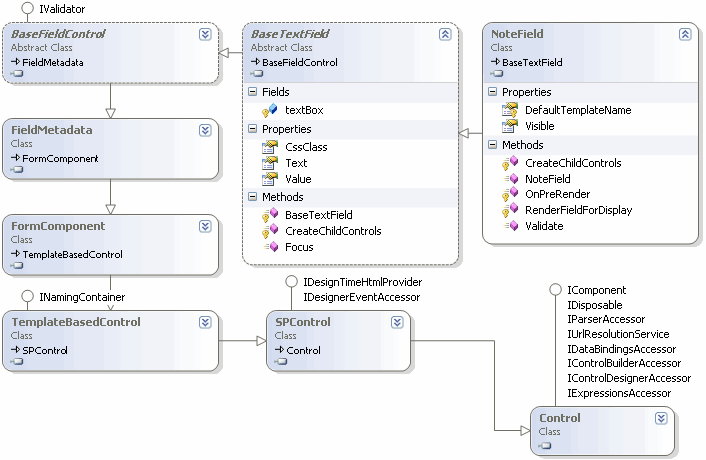 IValidator
BaseFieldControl
Abstract Class
FieldMetadata
FieldMetadata
Class
FormComponent
FormComponent
Class
TemplateBasedControl
INamingContainer
TemplateBasedControl
Class
SPControl
BaseTextField
Abstract Class
BaseFieldControl
Fields
textBox
Properties
CssClass
Text
Value
Methods
BaseTextField
CreateChildControls
Focus
NoteField
Class
BaseTextField
Properties
DefaultTemplateName
Visible
Methods
CreateChildControls
NoteField
OnPreRender
RenderFieldForDisplay
Validate
IDesignTimeHtmlProvider
IDesignerEventAccessor
SPControl
Class
Control
IComponent
IDisposable
IParserAccessor
IUrlResolutionService
IDataBindingsAccessor
IControlBuilderAccessor
IControlDesignerAccessor
IExpressionsAccessor
Control
Class